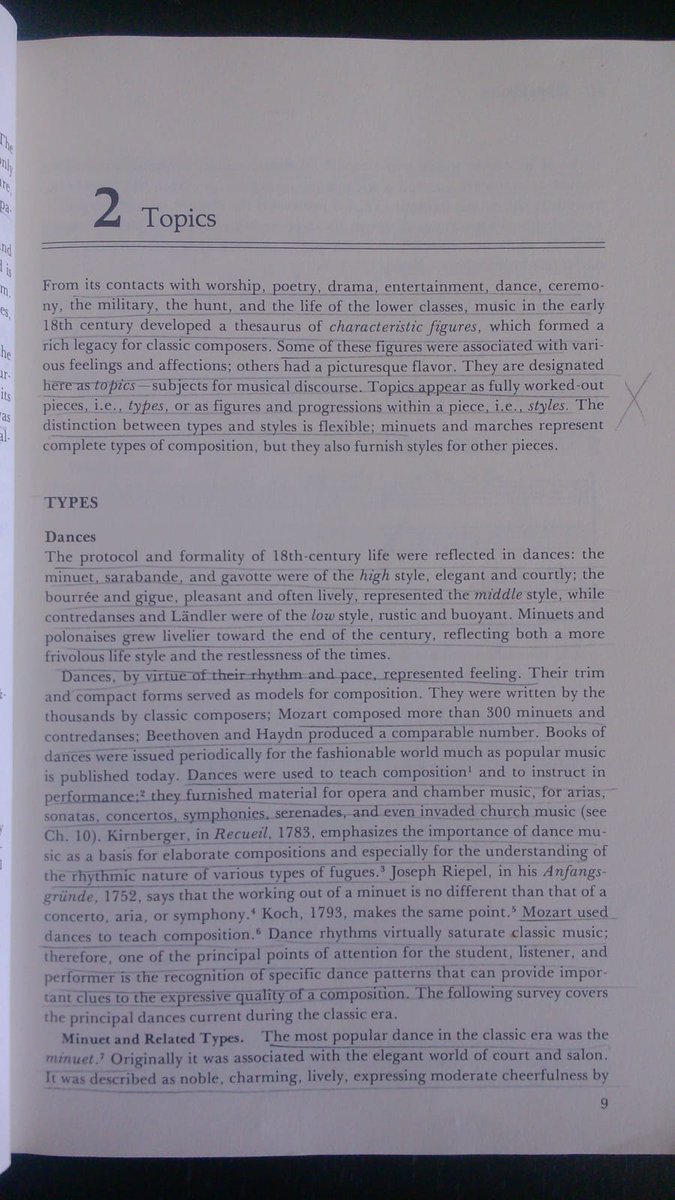 2 Topics
From its contacts with worship, poetry, drama, entertainment, dance, ceremo-
ny, the military, the hunt, and the life of the lower classes, music in the early
18th century developed a thesaurus of characteristic figures, which formed a
rich legacy for classic composers. Some of these figures were associated with vari-
ous feelings and affections; others had a picturesque flavor. They are designated
here as topics—subjects for musical discourse. Topics appear as fully worked-out
pieces, i.e., types, or as figures and progressions within a piece, i.e., styles. The
distinction between types and styles is flexible; minuets and marches represent
complete types of composition, but they also furnish styles for other pieces.
TYPES
Dances
The protocol and formality of 18th-century life were reflected in dances: the
minuet, sarabande, and gavotte were of the high style, elegant and courtly; the
bourrée and gigue, pleasant and often lively, represented the middle style, while
contredanses and Ländler were of the low style, rustic and buoyant. Minuets and
polonaises grew livelier toward the end of the century, reflecting both a more
frivolous life style and the restlessness of the times.
Dances, by virtue of their rhythm and pace, represented feeling. Their trim
and compact forms served as models for composition. They were written by the
thousands by classic composers; Mozart composed more than 300 minuets and
contredanses; Beethoven and Haydn produced a comparable number. Books of
dances were issued periodically for the fashionable world much as popular music
is published today. Dances were used to teach composition¹ and to instruct in
performance;² they furnished material for opera and chamber music, for arias,
sonatas, concertos, symphonies, serenades, and even invaded church music (see
Ch. 10). Kirnberger, in Recueil, 1783, emphasizes the importance of dance mu-
sic as a basis for elaborate compositions and especially for the understanding of
the rhythmic nature of various types of fugues.³ Joseph Riepel, in his Anfangs-
gründe, 1752, says that the working out of a minuet is no different than that of a
concerto, aria, or symphony.⁴ Koch, 1793, makes the same point.⁵ Mozart used
dances to teach composition.⁶ Dance rhythms virtually saturate classic music;
therefore, one of the principal points of attention for the student, listener, and
performer is the recognition of specific dance patterns that can provide impor-
tant clues to the expressive quality of a composition. The following survey covers
the principal dances current during the classic era.
Minuet and Related Types. The most popular dance in the classic era was the
minuet.⁷ Originally it was associated with the elegant world of court and salon.
It was described as noble, charming, lively, expressing moderate cheerfulness by
9